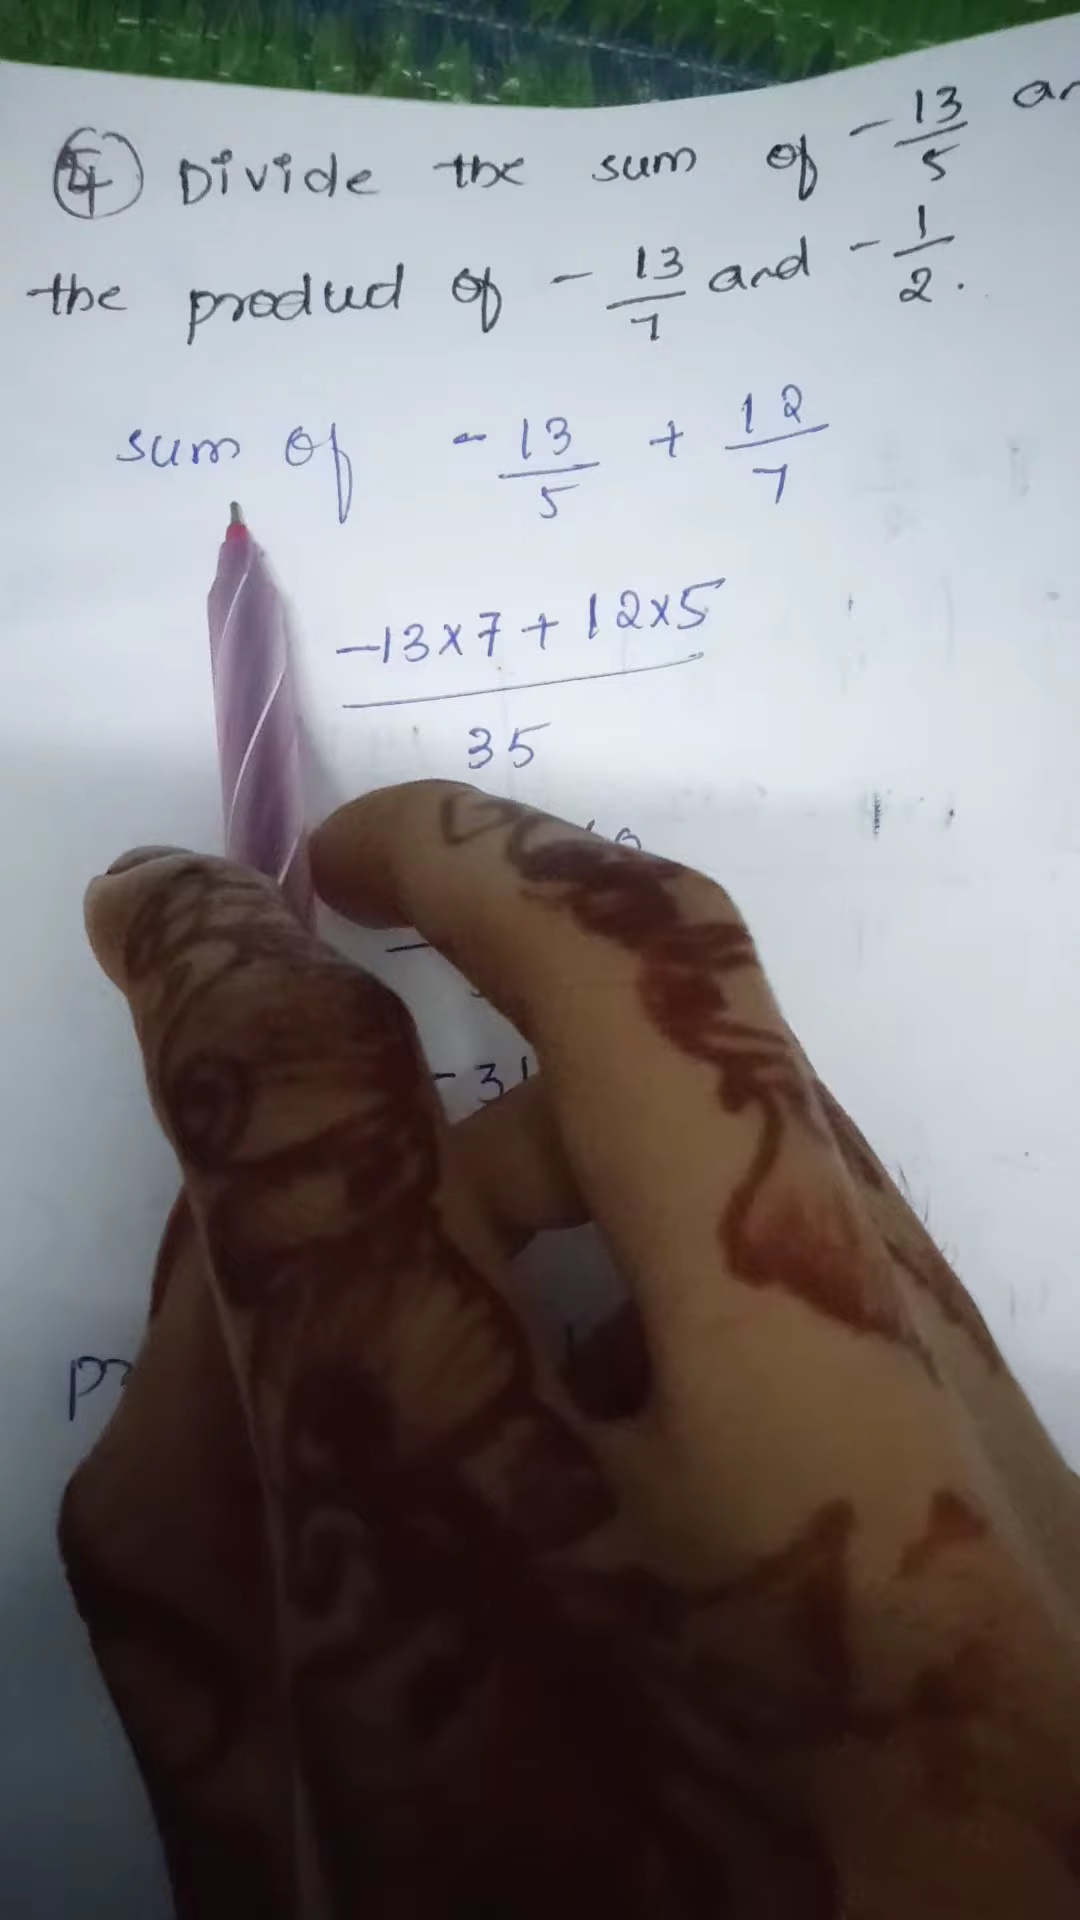 ④ Divide the sum of -13/5
the product of -13/7 and -1/2.
sum of -13/5 + 12/7
-13×7+12×5
35
-31